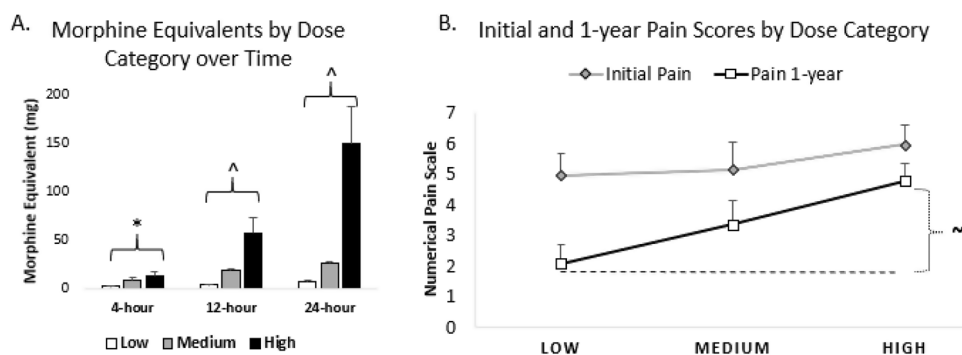 A. Morphine Equivalents by Dose
Category over Time
Morphine Equivalent (mg)
200
150
100
50
0
*
^
^
4-hour 12-hour 24-hour
Low Medium High
B. Initial and 1-year Pain Scores by Dose Category
Initial Pain Pain 1-year
Numerical Pain Scale
7
6
5
4
3
2
1
0
~
LOW MEDIUM HIGH